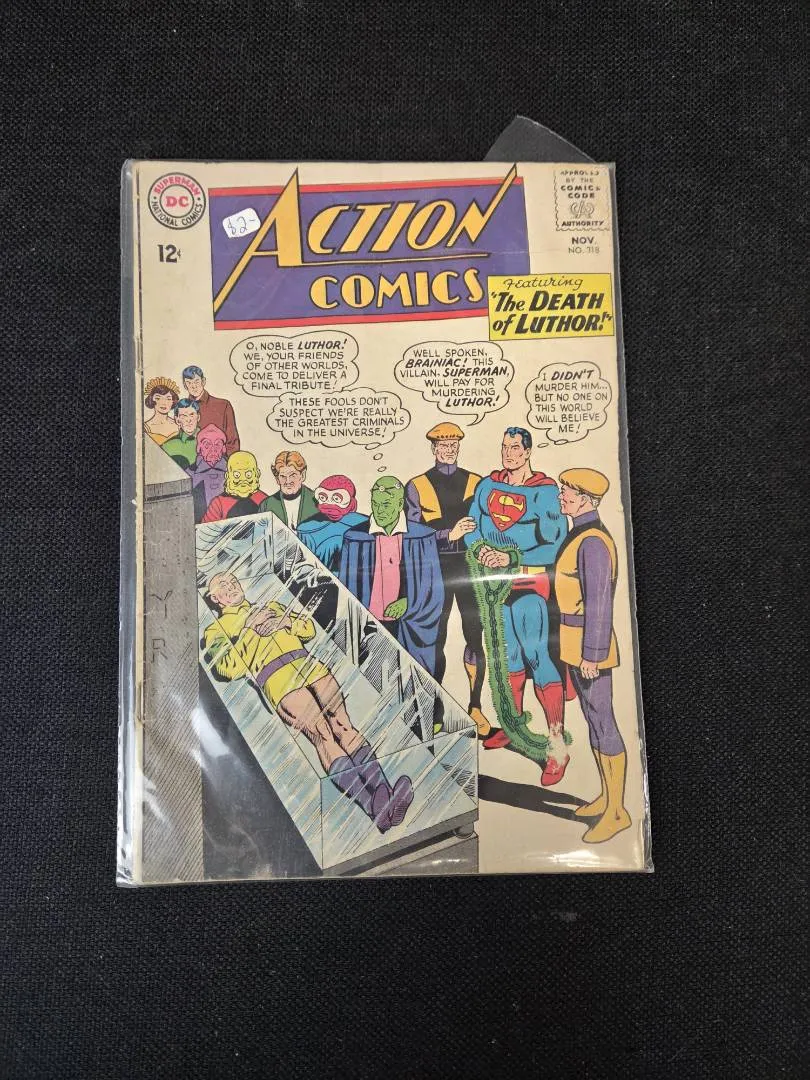 SUPERMAN
DC
NATIONAL COMICS
12¢
$2-
ACTION
COMICS
APPROVED
BY THE
COMICS
CODE
AUTHORITY
NOV.
NO. 318
Featuring
"The DEATH
of LUTHOR!"
O, NOBLE LUTHOR!
WE, YOUR FRIENDS
OF OTHER WORLDS,
COME TO DELIVER A
FINAL TRIBUTE!
THESE FOOLS DON'T
SUSPECT WE'RE REALLY
THE GREATEST CRIMINALS
IN THE UNIVERSE!
WELL SPOKEN,
BRAINIAC! THIS
VILLAIN, SUPERMAN,
WILL PAY FOR
MURDERING
LUTHOR!
I DIDN'T
MURDER HIM...
BUT NO ONE ON
THIS WORLD
WILL BELIEVE
ME!
S